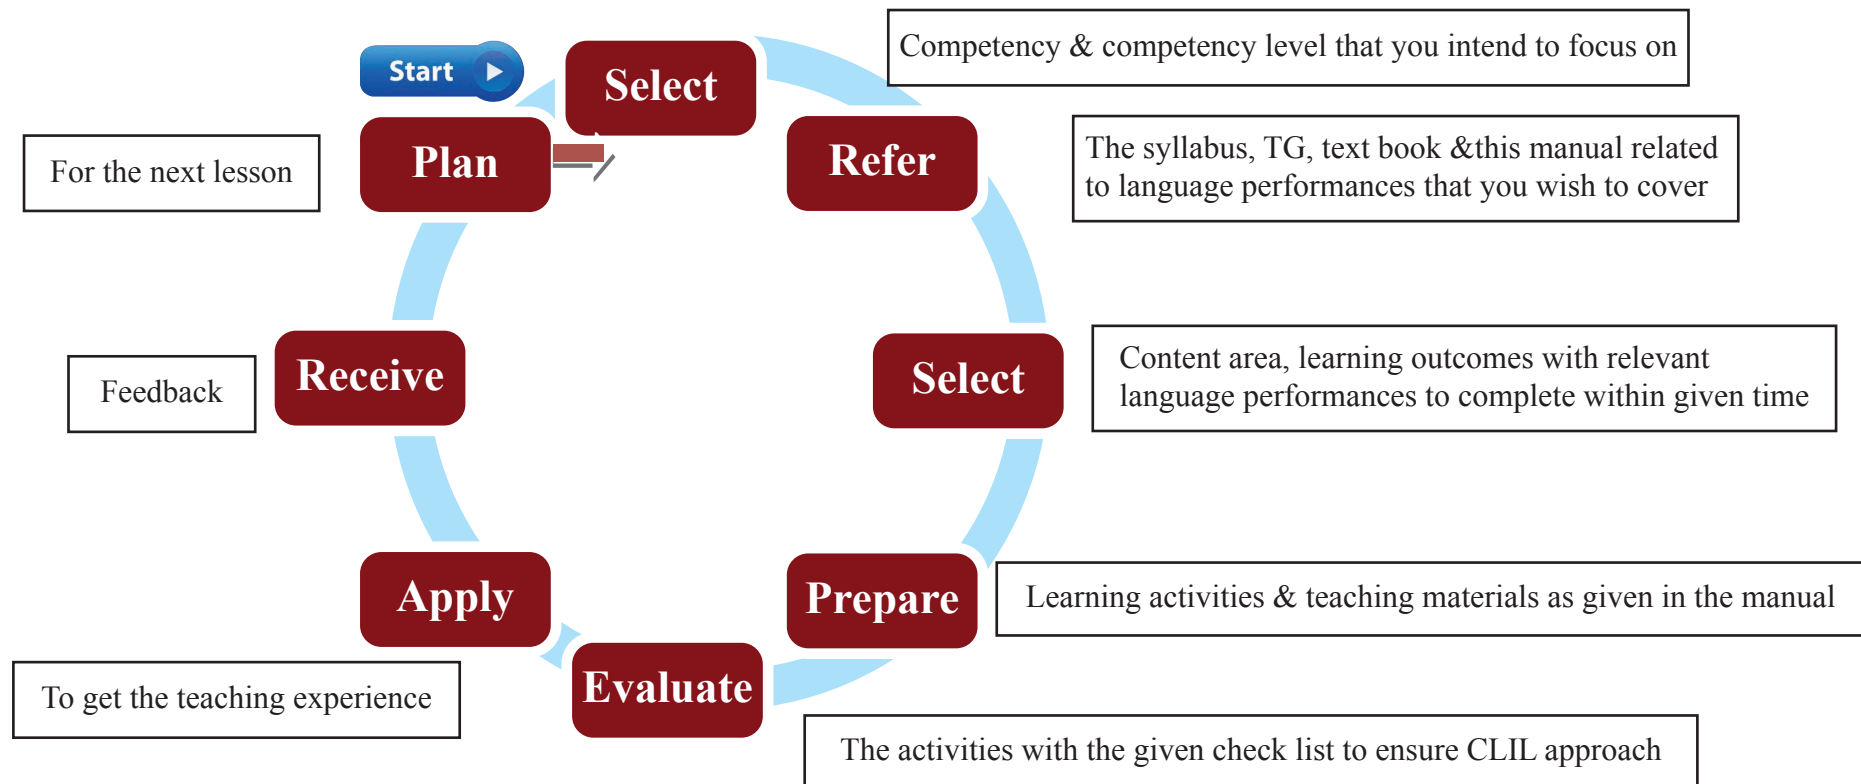 Start
Select
Competency & competency level that you intend to focus on
Refer
The syllabus, TG, text book &this manual related
to language performances that you wish to cover
Select
Content area, learning outcomes with relevant
language performances to complete within given time
Prepare
Learning activities & teaching materials as given in the manual
Evaluate
The activities with the given check list to ensure CLIL approach
Apply
To get the teaching experience
Receive
Feedback
Plan
For the next lesson